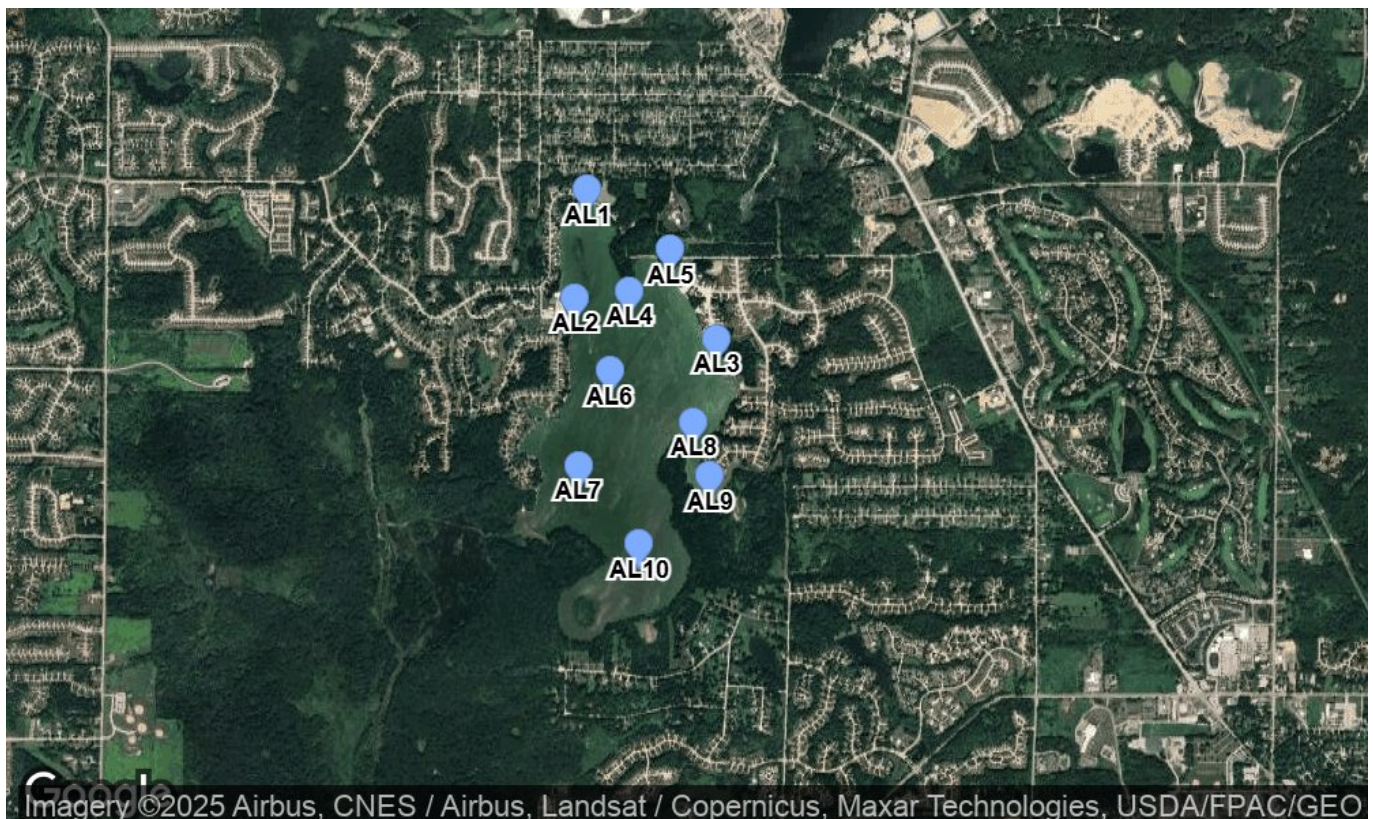 AL1
AL5
AL4
AL2
AL3
AL6
AL8
AL7
AL9
AL10
Google
Imagery ©2025 Airbus, CNES / Airbus, Landsat / Copernicus, Maxar Technologies, USDA/FPAC/GEO